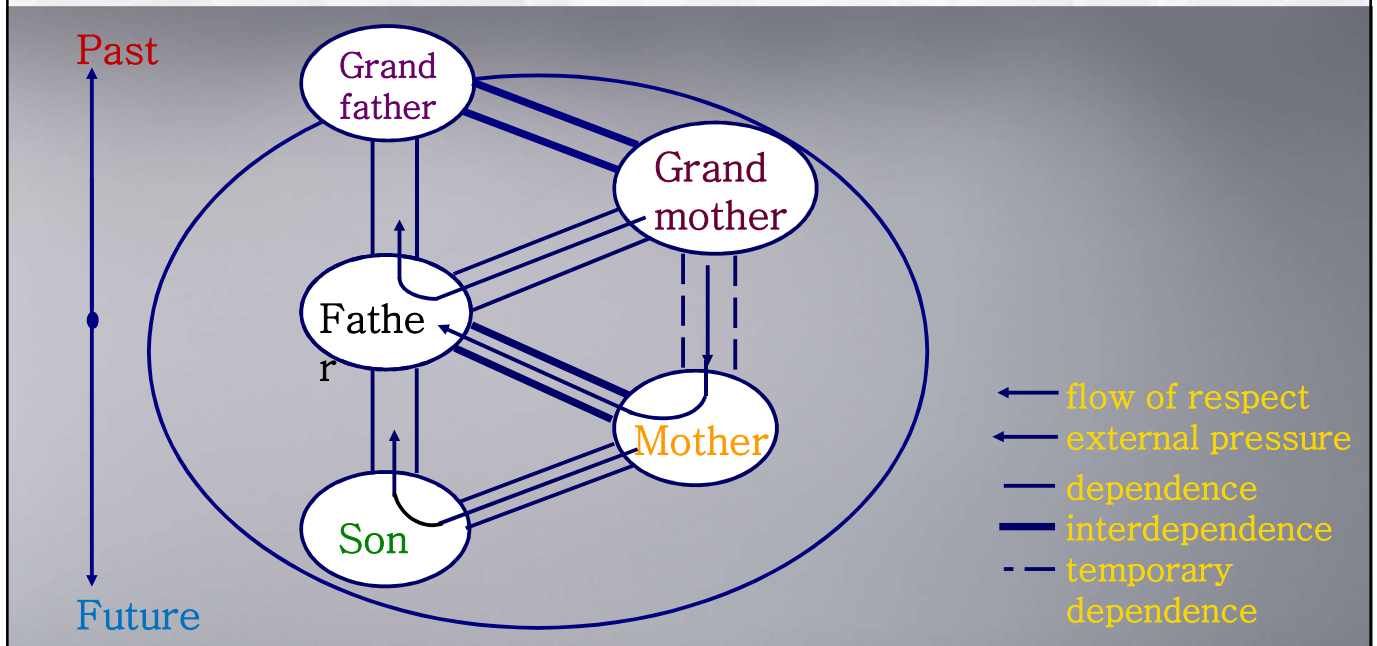 Past
Grand
father
Grand
mother
Fathe
r
Mother
Son
Future
flow of respect
external pressure
dependence
interdependence
temporary
dependence